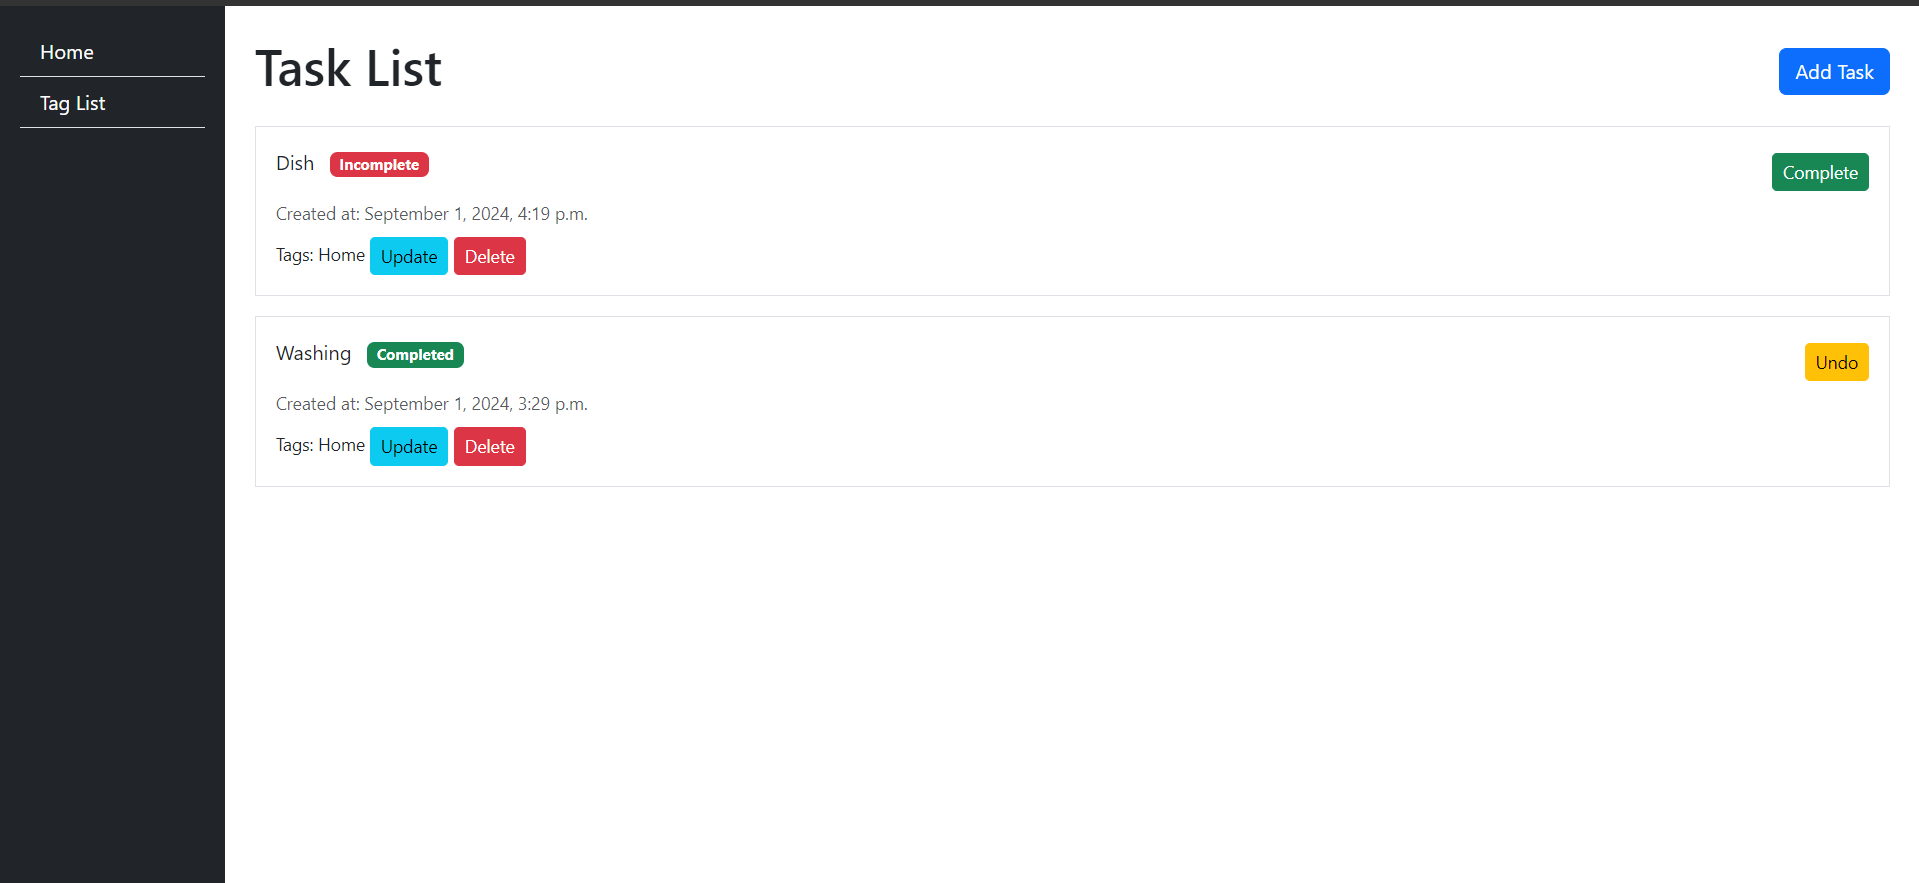 Home
Tag List
Task List
Add Task
Dish Incomplete
Complete
Created at: September 1, 2024, 4:19 p.m.
Tags: Home Update Delete
Washing Completed
Undo
Created at: September 1, 2024, 3:29 p.m.
Tags: Home Update Delete